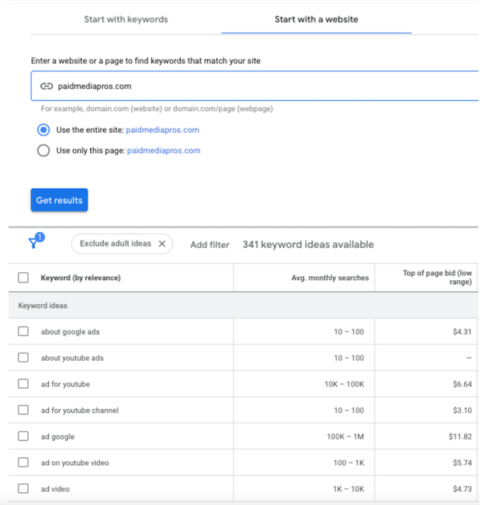 Start with keywords
Start with a website
Enter a website or a page to find keywords that match your site
paidmediapros.com
For example, domain.com (website) or domain.com/page (webpage)
Use the entire site: paidmediapros.com
Use only this page: paidmediapros.com
Get results
1
Exclude adult ideas
Add filter
341 keyword ideas available
Keyword (by relevance)
Avg. monthly searches
Top of page bid (low
range)
Keyword ideas
about google ads 10 – 100 $4.31
about youtube ads 10 – 100 –
ad for youtube 10K – 100K $6.64
ad for youtube channel 10 – 100 $3.10
ad google 100K – 1M $11.82
ad on youtube video 100 – 1K $5.74
ad video 1K – 10K $4.73